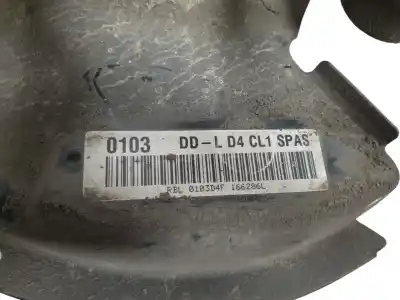 0103 DD-L D4 CL1 SPAS
RBL 0103D4F 166286L